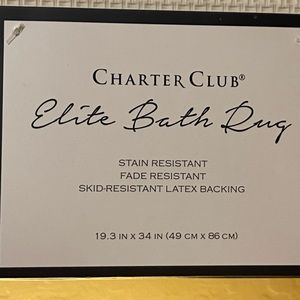 CHARTER CLUB®
Elite Bath Rug
STAIN RESISTANT
FADE RESISTANT
SKID-RESISTANT LATEX BACKING
19.3 IN X 34 IN (49 CM X 86 CM)